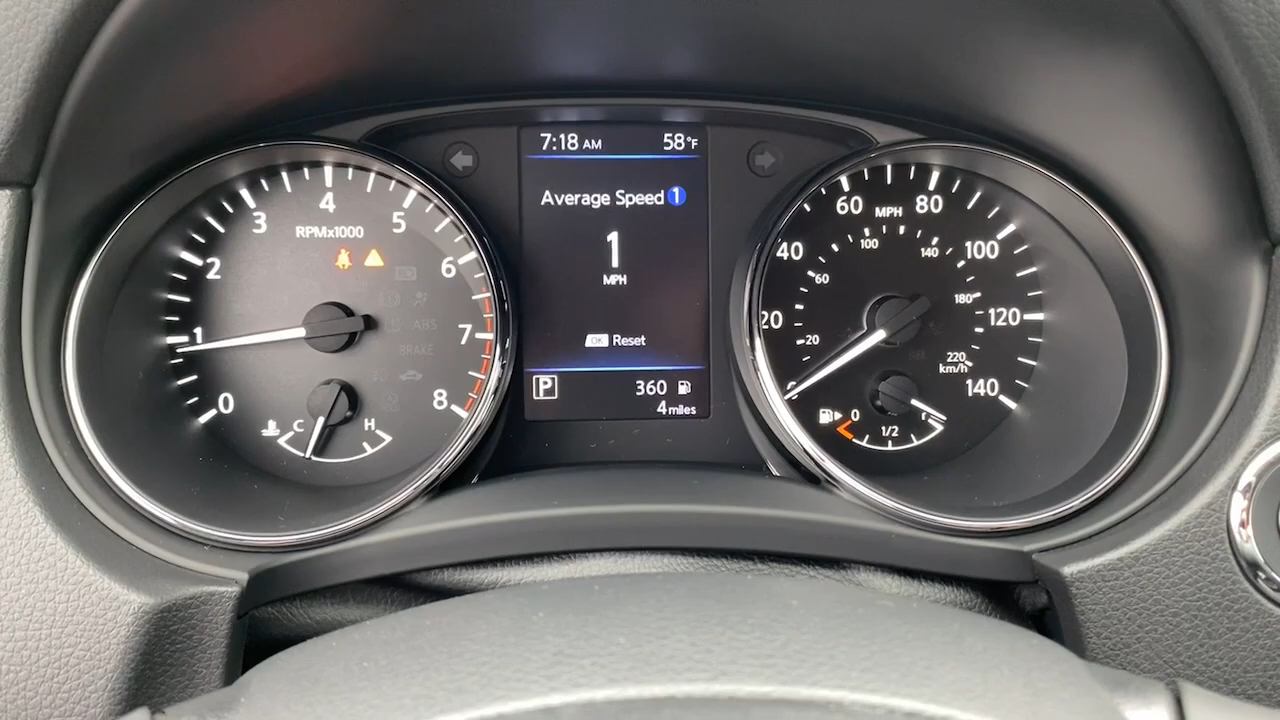 7:18 AM 58°F
Average Speed 1
1
MPH
OK Reset
P 360
4 miles
0 1 2 3 4 5 6 7 8
RPMx1000
ABS
BRAKE
C H
0 20 40 60 80 100 120 140
MPH
20 60 100 140 180 220
km/h
0 1/2